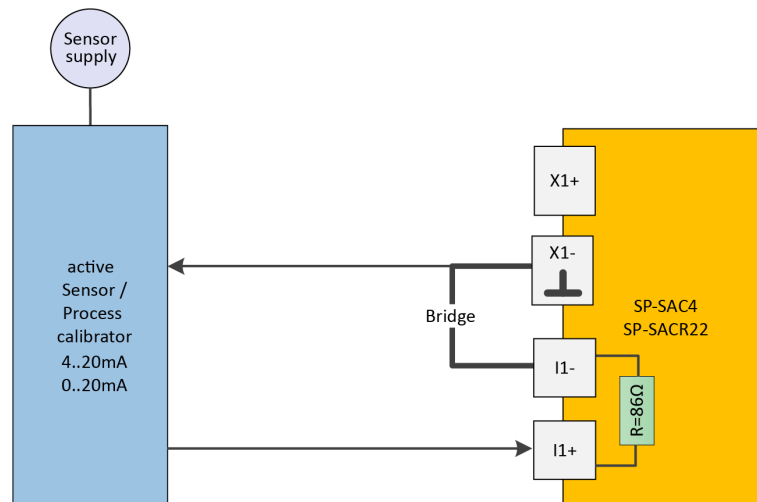 Sensor
supply
active
Sensor /
Process
calibrator
4..20mA
0..20mA
Bridge
X1+
X1-
I1-
I1+
R=86Ω
SP-SAC4
SP-SACR22